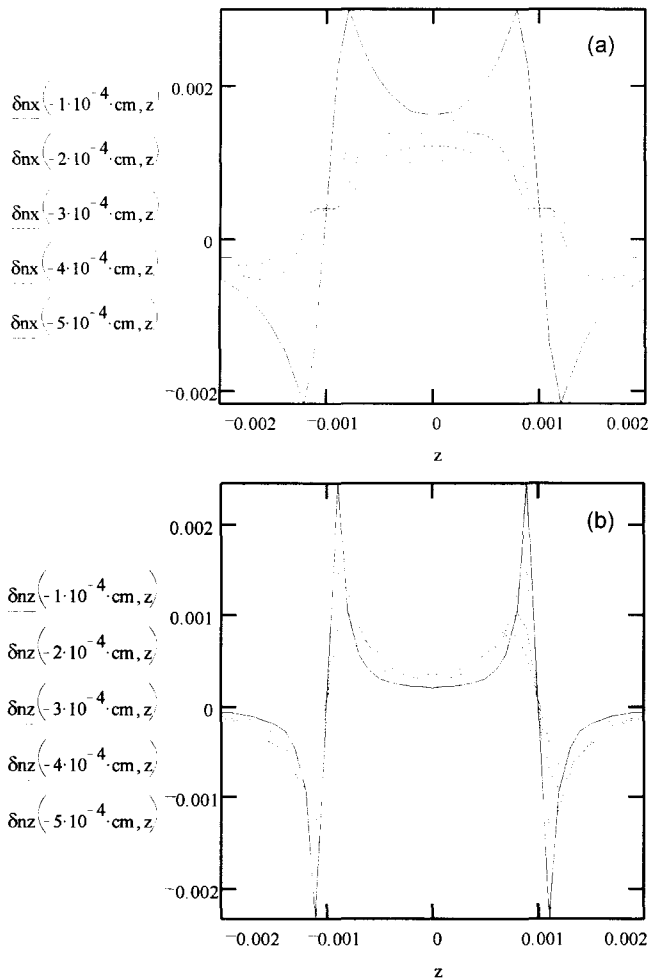 (a)
0.002
0
−0.002
δnx(-1·10^-4·cm, z)
δnx(-2·10^-4·cm, z)
δnx(-3·10^-4·cm, z)
δnx(-4·10^-4·cm, z)
δnx(-5·10^-4·cm, z)
−0.002 −0.001 0 0.001 0.002
z
(b)
0.002
0.001
0
−0.001
−0.002
δnz(-1·10^-4·cm, z)
δnz(-2·10^-4·cm, z)
δnz(-3·10^-4·cm, z)
δnz(-4·10^-4·cm, z)
δnz(-5·10^-4·cm, z)
−0.002 −0.001 0 0.001 0.002
z